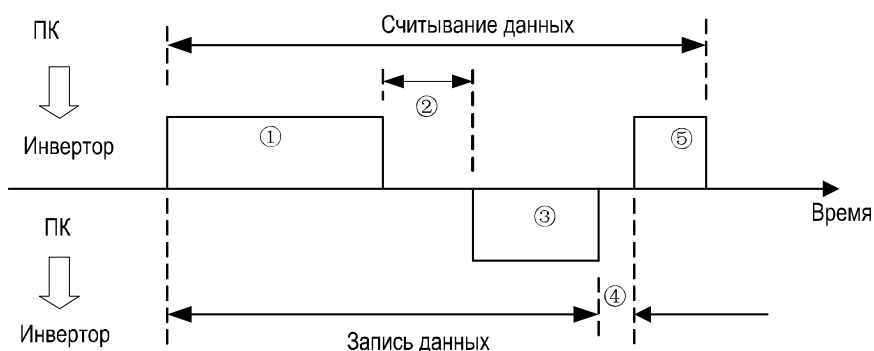 ПК
Считывание данных
②
Инвертор
①
⑤
Время
ПК
③
④
Инвертор
Запись данных